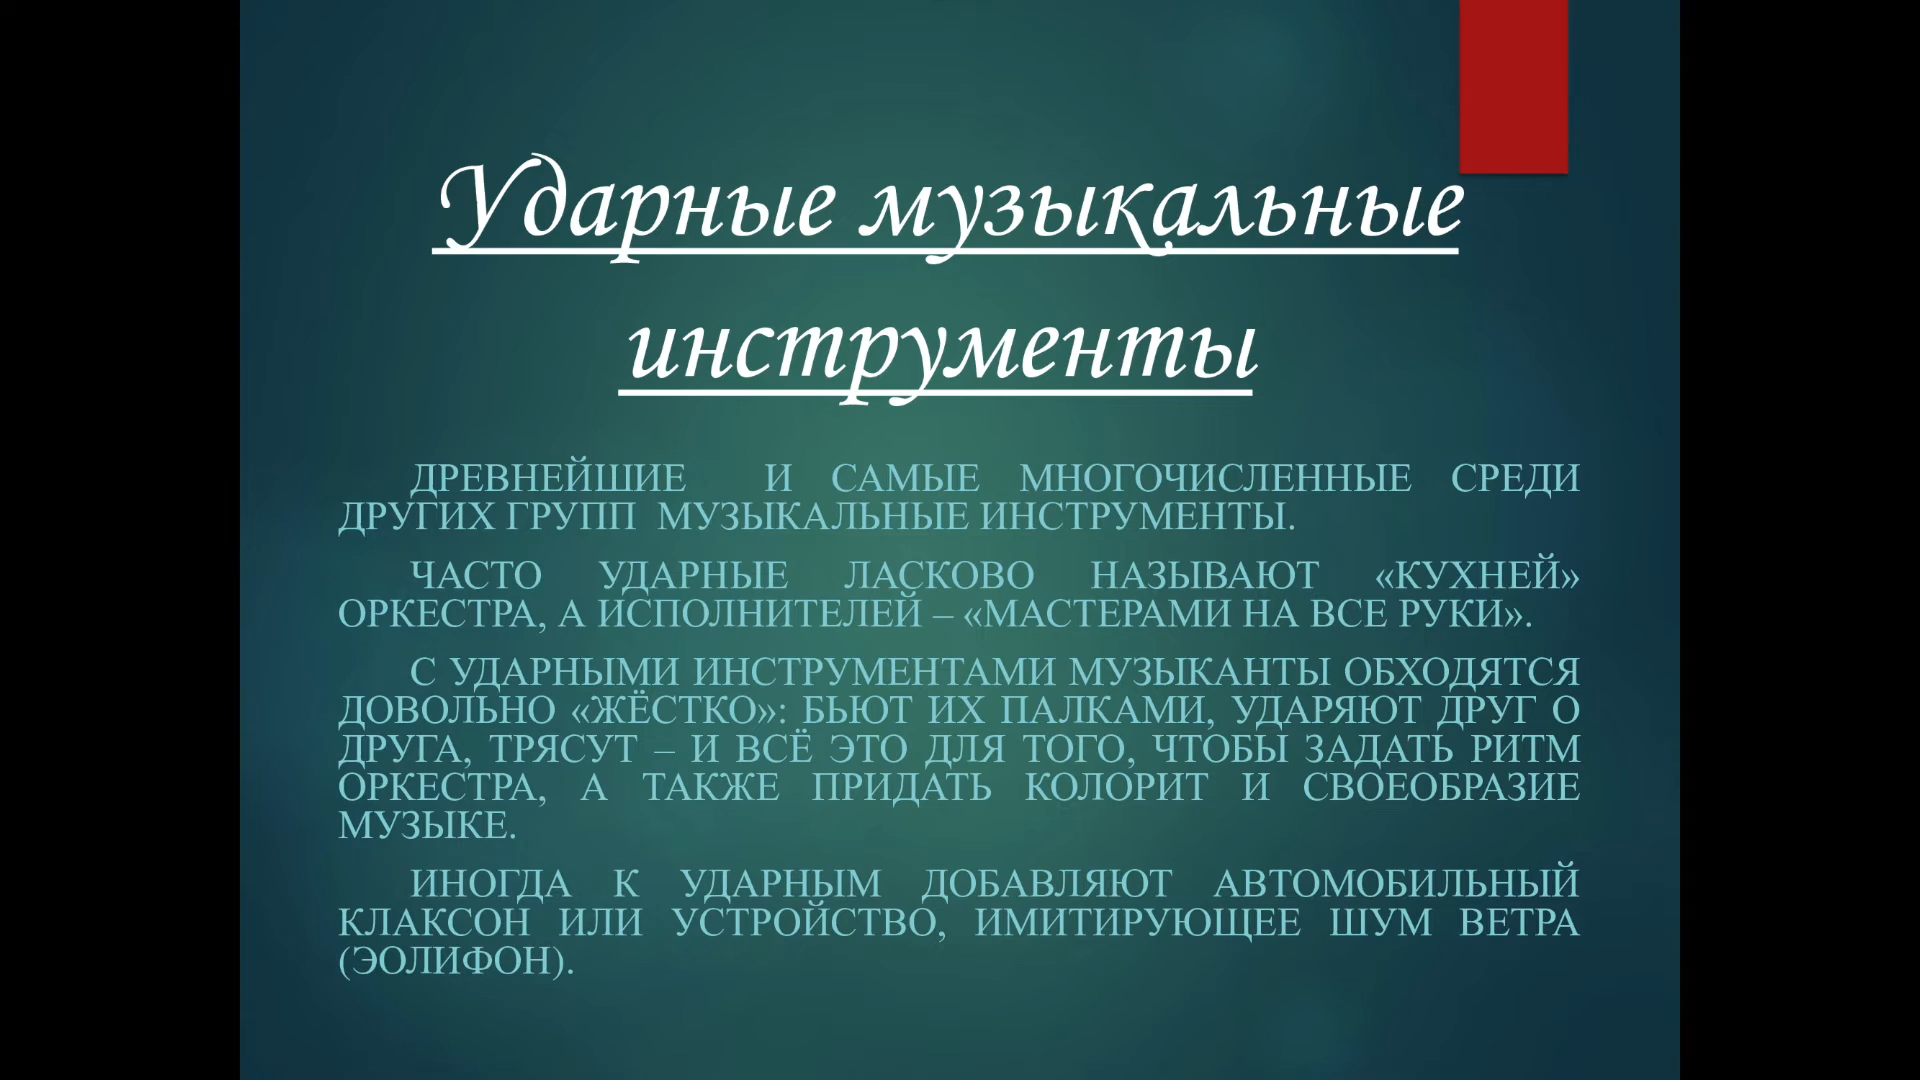 Ударные музыкальные
инструменты
ДРЕВНЕЙШИЕ И САМЫЕ МНОГОЧИСЛЕННЫЕ СРЕДИ
ДРУГИХ ГРУПП МУЗЫКАЛЬНЫЕ ИНСТРУМЕНТЫ.
ЧАСТО УДАРНЫЕ ЛАСКОВО НАЗЫВАЮТ «КУХНЕЙ»
ОРКЕСТРА, А ИСПОЛНИТЕЛЕЙ – «МАСТЕРАМИ НА ВСЕ РУКИ».
С УДАРНЫМИ ИНСТРУМЕНТАМИ МУЗЫКАНТЫ ОБХОДЯТСЯ
ДОВОЛЬНО «ЖЁСТКО»: БЬЮТ ИХ ПАЛКАМИ, УДАРЯЮТ ДРУГ О
ДРУГА, ТРЯСУТ – И ВСЁ ЭТО ДЛЯ ТОГО, ЧТОБЫ ЗАДАТЬ РИТМ
ОРКЕСТРА, А ТАКЖЕ ПРИДАТЬ КОЛОРИТ И СВОЕОБРАЗИЕ
МУЗЫКЕ.
ИНОГДА К УДАРНЫМ ДОБАВЛЯЮТ АВТОМОБИЛЬНЫЙ
КЛАКСОН ИЛИ УСТРОЙСТВО, ИМИТИРУЮЩЕЕ ШУМ ВЕТРА
(ЭОЛИФОН).